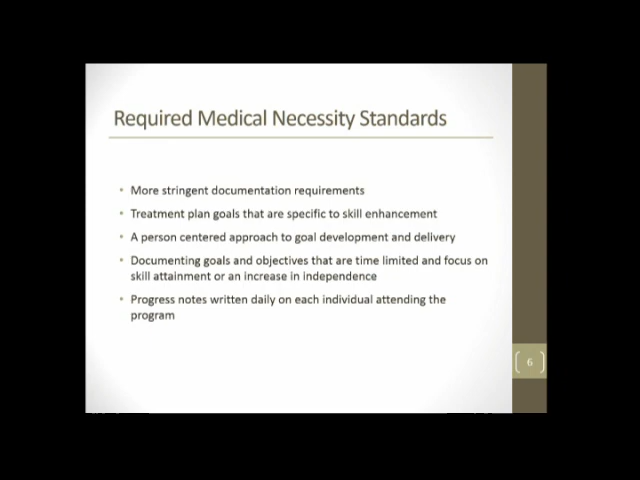 Required Medical Necessity Standards
• More stringent documentation requirements
• Treatment plan goals that are specific to skill enhancement
• A person centered approach to goal development and delivery
• Documenting goals and objectives that are time limited and focus on
skill attainment or an increase in independence
• Progress notes written daily on each individual attending the
program
6